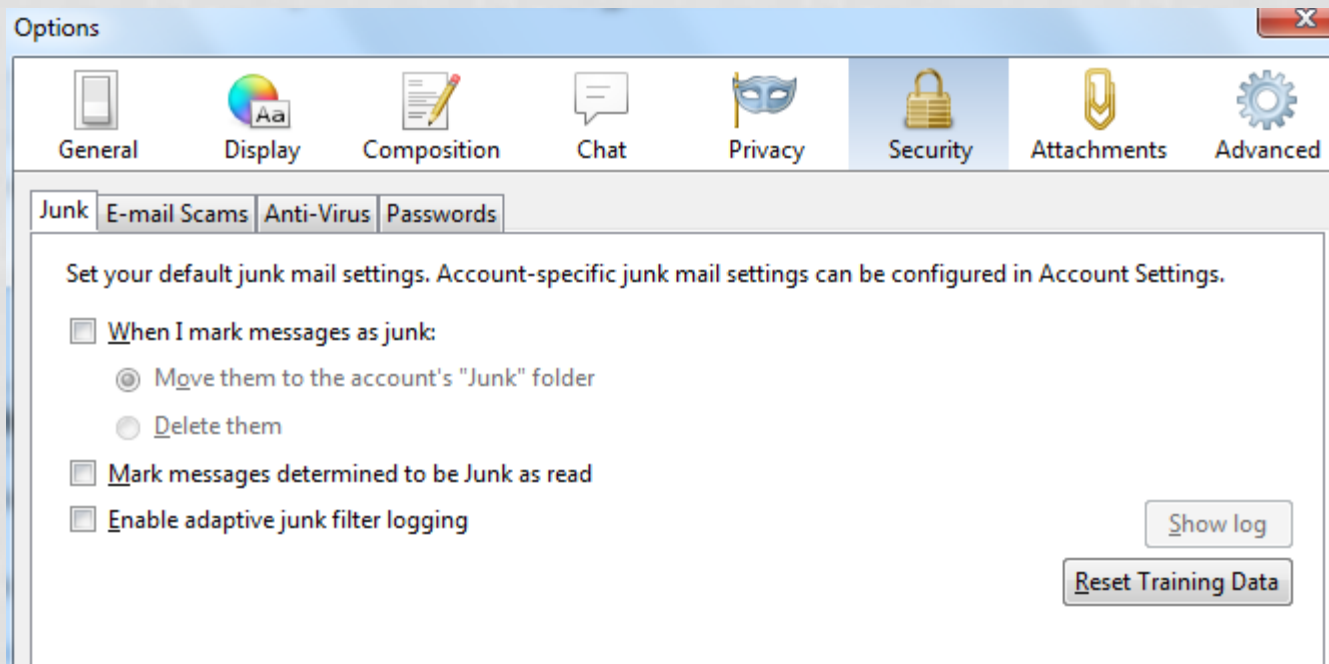 Options
General Display Composition Chat Privacy Security Attachments Advanced
Junk E-mail Scams Anti-Virus Passwords
Set your default junk mail settings. Account-specific junk mail settings can be configured in Account Settings.
When I mark messages as junk:
Move them to the account's "Junk" folder
Delete them
Mark messages determined to be Junk as read
Enable adaptive junk filter logging
Show log
Reset Training Data